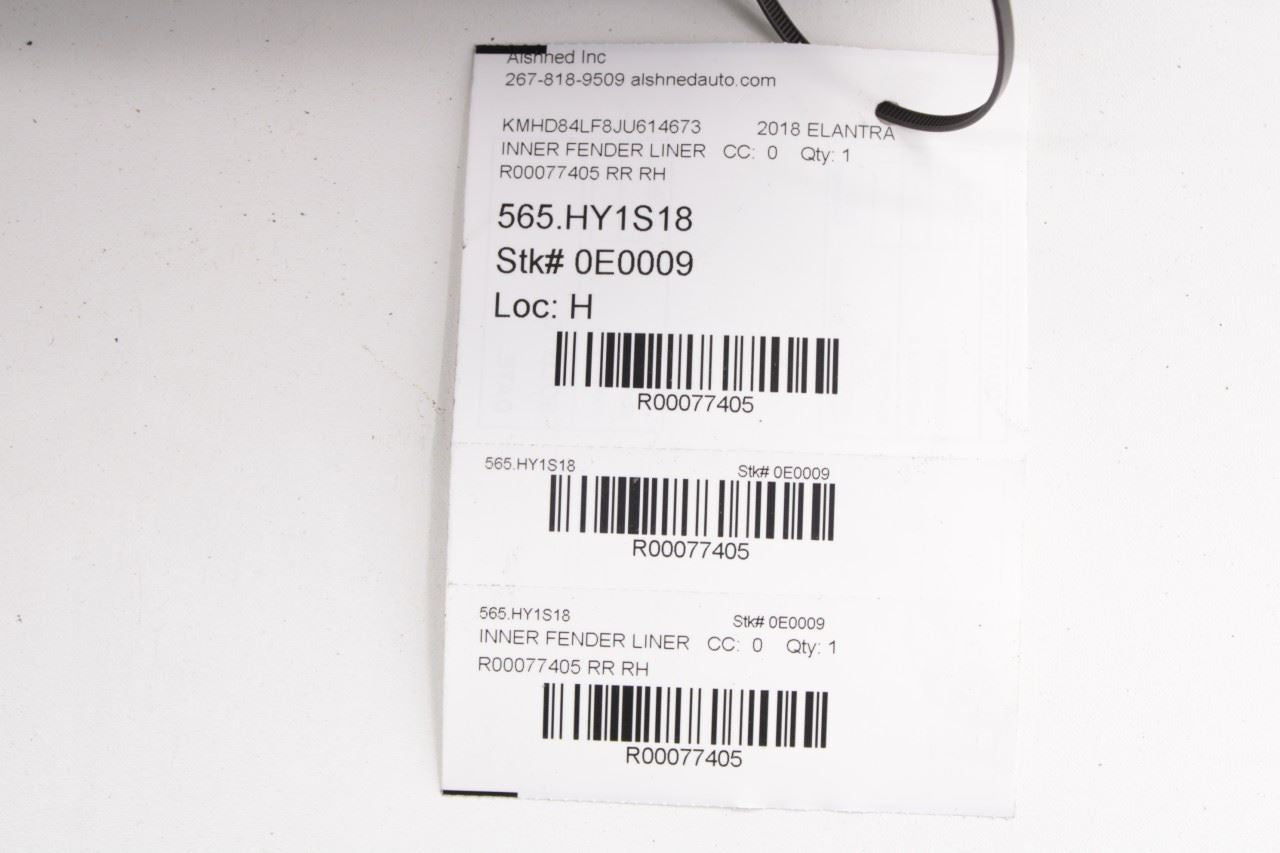 Alshned Inc
267-818-9509 alshnedauto.com
KMHD84LF8JU614673 2018 ELANTRA
INNER FENDER LINER CC: 0 Qty: 1
R00077405 RR RH
565.HY1S18
Stk# 0E0009
Loc: H
R00077405
565.HY1S18 Stk# 0E0009
R00077405
565.HY1S18 Stk# 0E0009
INNER FENDER LINER CC: 0 Qty: 1
R00077405 RR RH
R00077405